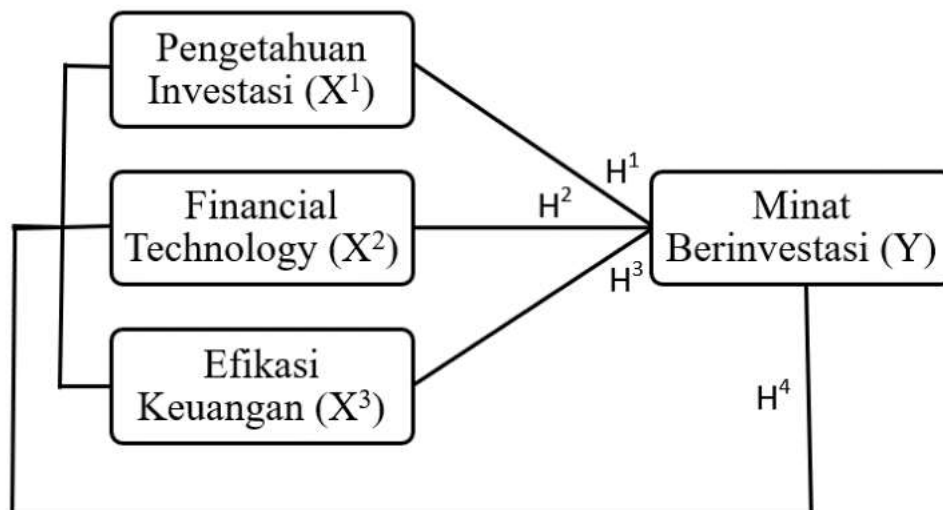 Pengetahuan
Investasi (X¹)
H¹
Financial
Technology (X²)
H²
Minat
Berinvestasi (Y)
H³
Efikasi
Keuangan (X³)
H⁴